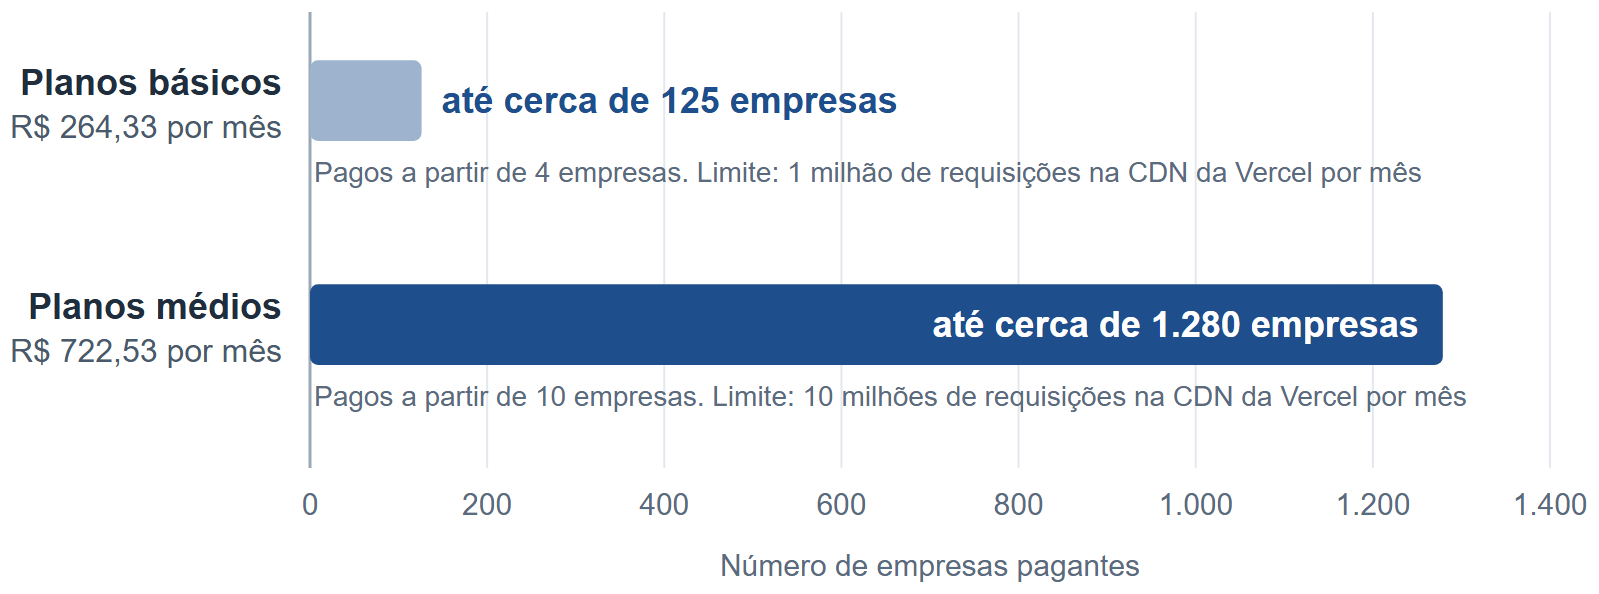 Planos básicos
R$ 264,33 por mês
até cerca de 125 empresas
Pagos a partir de 4 empresas. Limite: 1 milhão de requisições na CDN da Vercel por mês
Planos médios
R$ 722,53 por mês
até cerca de 1.280 empresas
Pagos a partir de 10 empresas. Limite: 10 milhões de requisições na CDN da Vercel por mês
0 200 400 600 800 1.000 1.200 1.400
Número de empresas pagantes